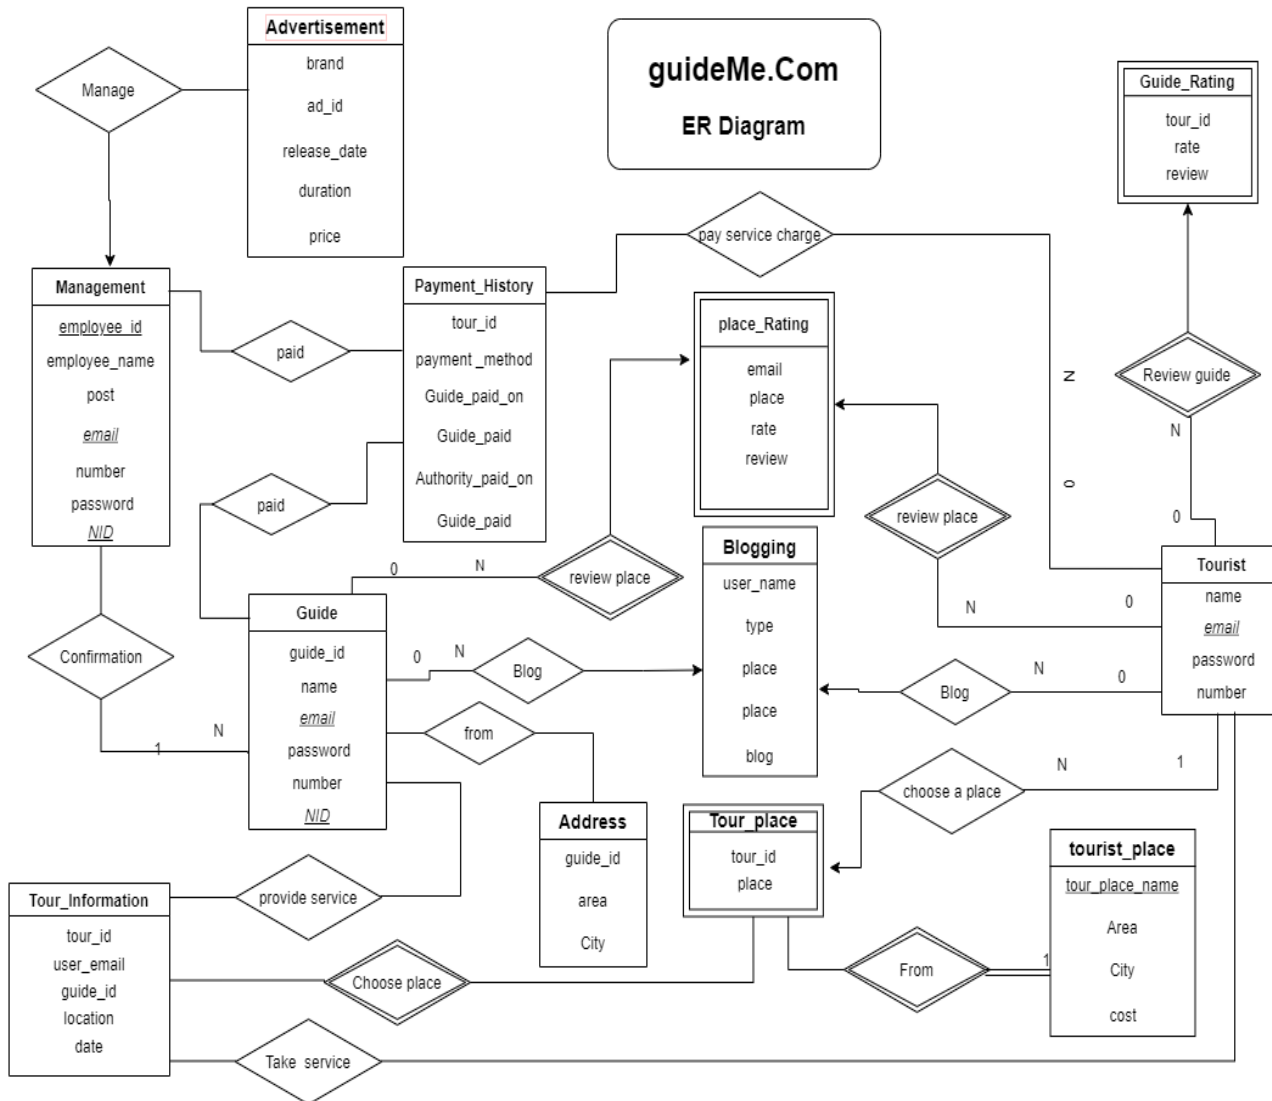 guideMe.Com
ER Diagram
Advertisement
brand
ad_id
release_date
duration
price
Manage
Guide_Rating
tour_id
rate
review
pay service charge
Management
employee_id
employee_name
post
email
number
password
NID
paid
Payment_History
tour_id
payment _method
Guide_paid_on
Guide_paid
Authority_paid_on
Guide_paid
place_Rating
email
place
rate
review
Review guide
N
0
N
0
paid
review place
0
N
review place
N
0
Tourist
name
email
password
number
Blogging
user_name
type
place
place
blog
Confirmation
1
N
Guide
guide_id
name
email
password
number
NID
0
N
Blog
Blog
N
0
from
choose a place
N
1
Address
guide_id
area
City
Tour_place
tour_id
place
tourist_place
tour_place_name
Area
City
cost
From
1
provide service
Tour_Information
tour_id
user_email
guide_id
location
date
Choose place
Take service